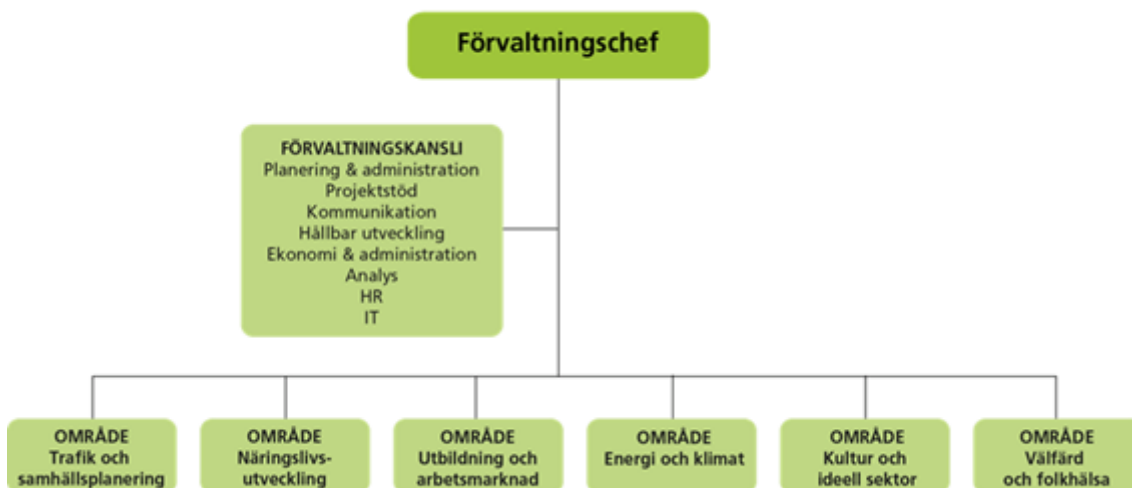 Förvaltningschef
FÖRVALTNINGSKANSLI
Planering & administration
Projektstöd
Kommunikation
Hållbar utveckling
Ekonomi & administration
Analys
HR
IT
OMRÅDE
Trafik och
samhällsplanering
OMRÅDE
Näringslivs-
utveckling
OMRÅDE
Utbildning och
arbetsmarknad
OMRÅDE
Energi och klimat
OMRÅDE
Kultur och
ideell sektor
OMRÅDE
Välfärd
och folkhälsa